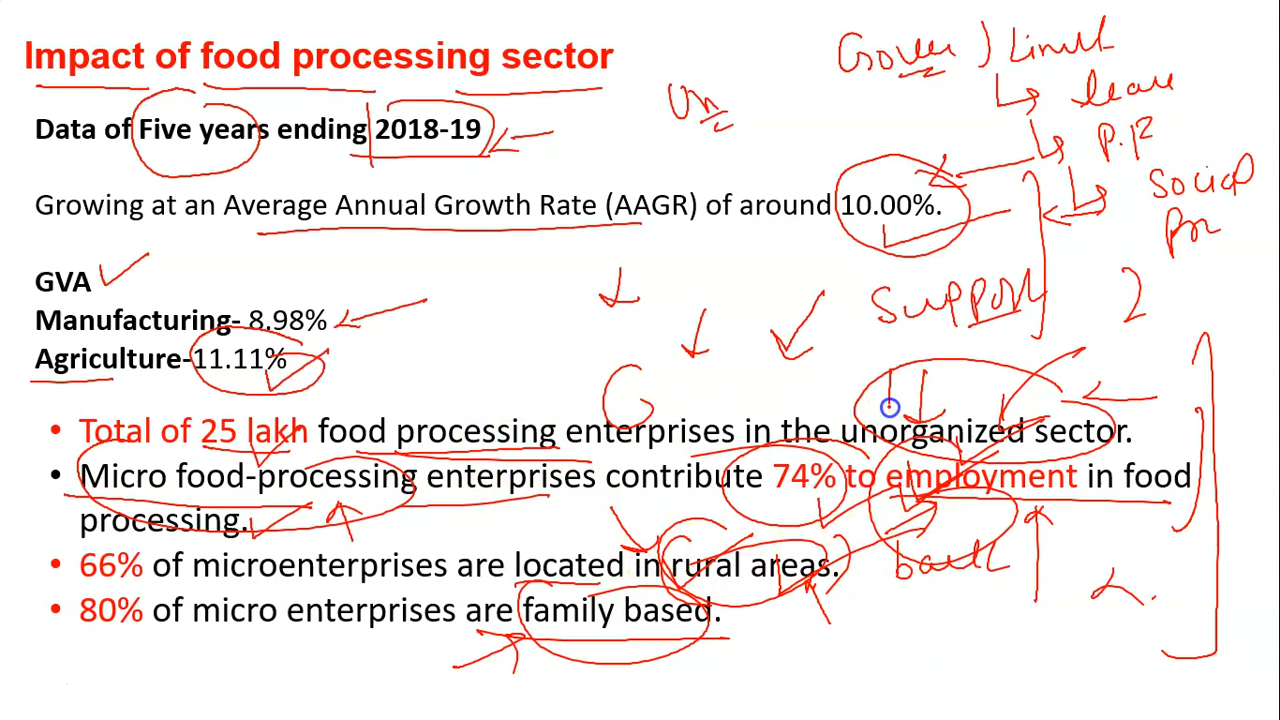 Impact of food processing sector
Data of Five years ending 2018-19
Growing at an Average Annual Growth Rate (AAGR) of around 10.00%.
GVA
Manufacturing- 8.98%
Agriculture-11.11%
• Total of 25 lakh food processing enterprises in the unorganized sector.
• Micro food-processing enterprises contribute 74% to employment in food
processing.
• 66% of microenterprises are located in rural areas.
• 80% of micro enterprises are family based.
Un
P.P
Social
Support
2
G